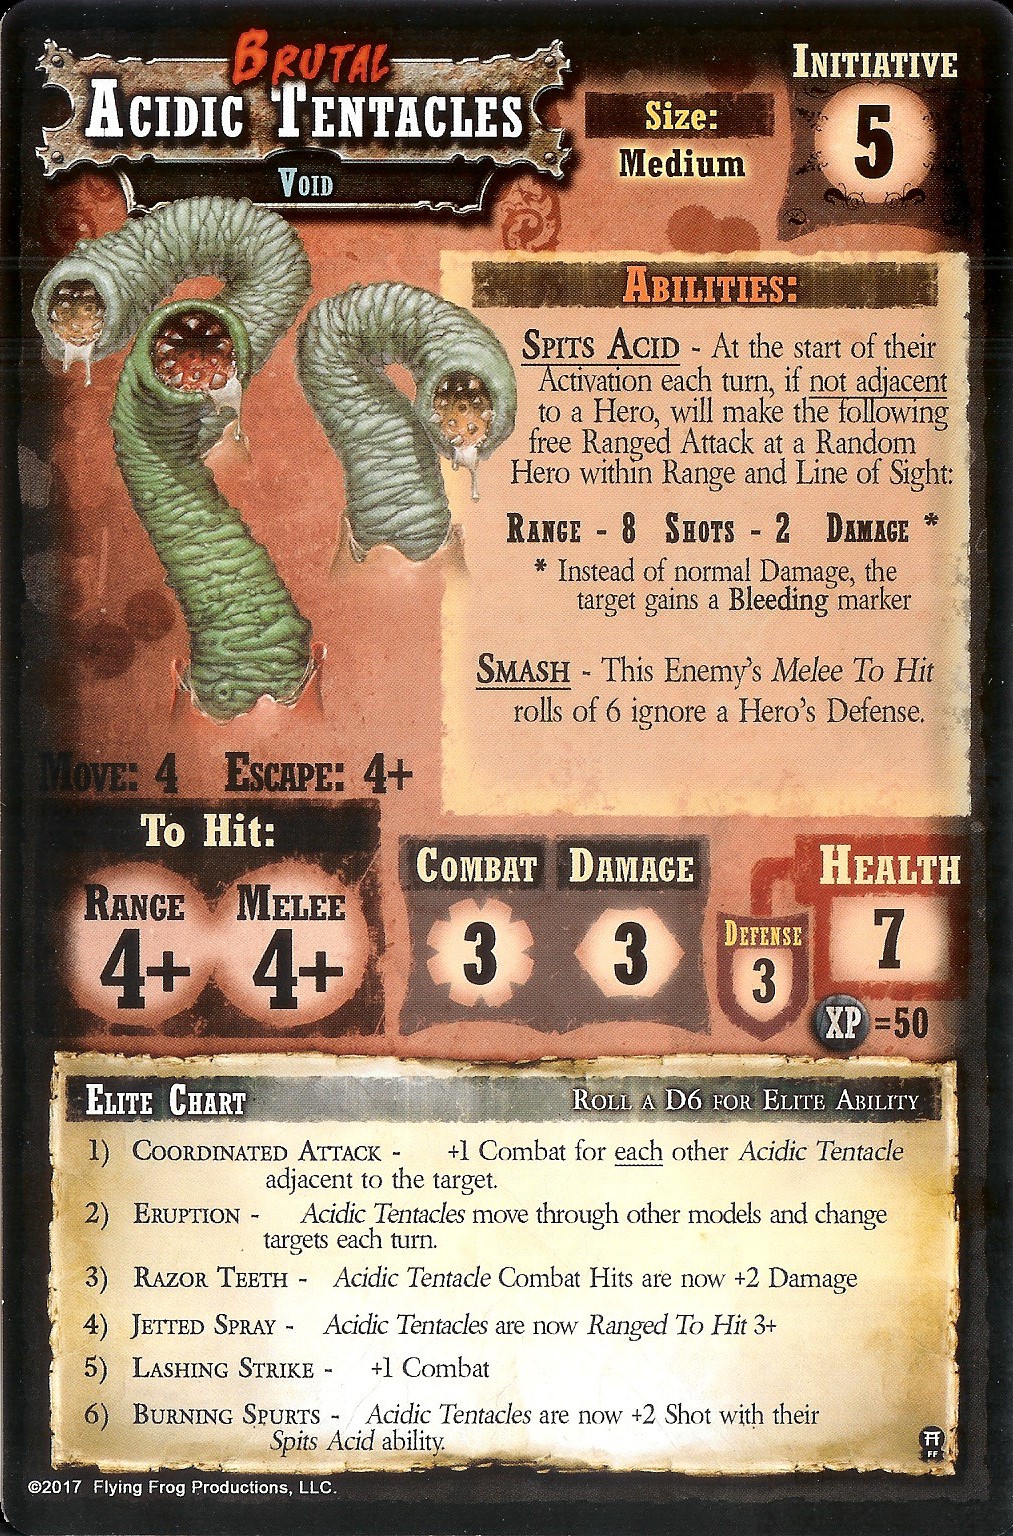 Brutal
Acidic Tentacles
Void
Size:
Medium
Initiative
5
Abilities:
Spits Acid - At the start of their
Activation each turn, if not adjacent
to a Hero, will make the following
free Ranged Attack at a Random
Hero within Range and Line of Sight:
Range - 8 Shots - 2 Damage *
* Instead of normal Damage, the
target gains a Bleeding marker
Smash - This Enemy's Melee To Hit
rolls of 6 ignore a Hero's Defense.
Move: 4 Escape: 4+
To Hit:
Range
4+
Melee
4+
Combat
3
Damage
3
Defense
3
Health
7
XP =50
Elite Chart Roll a D6 for Elite Ability
1) Coordinated Attack - +1 Combat for each other Acidic Tentacle
adjacent to the target.
2) Eruption - Acidic Tentacles move through other models and change
targets each turn.
3) Razor Teeth - Acidic Tentacle Combat Hits are now +2 Damage
4) Jetted Spray - Acidic Tentacles are now Ranged To Hit 3+
5) Lashing Strike - +1 Combat
6) Burning Spurts - Acidic Tentacles are now +2 Shot with their
Spits Acid ability.
FF
©2017 Flying Frog Productions, LLC.